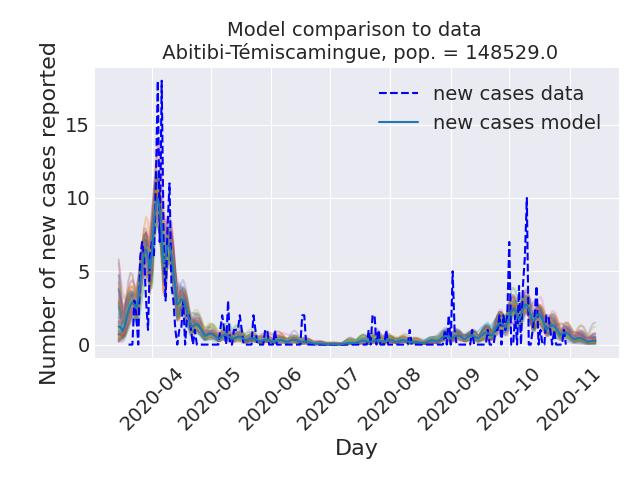 Model comparison to data
Abitibi-Témiscamingue, pop. = 148529.0
Number of new cases reported
15
10
5
0
new cases data
new cases model
2020-04
2020-05
2020-06
2020-07
2020-08
2020-09
2020-10
2020-11
Day